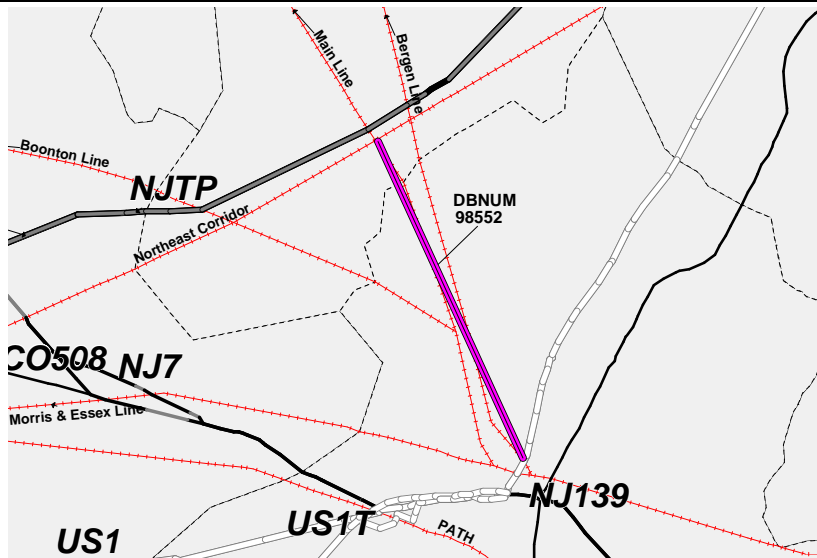 Main Line
Bergen Line
Boonton Line
NJTP
DBNUM
98552
Northeast Corridor
CO508
NJ7
Morris & Essex Line
NJ139
US1T
PATH
US1